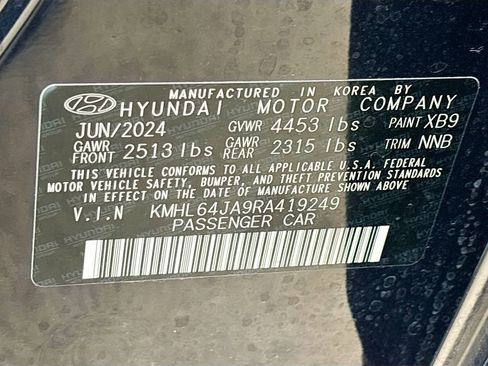 MANUFACTURED IN KOREA BY
HYUNDAI MOTOR COMPANY
JUN/2024 GVWR 4453 lbs PAINT XB9
GAWR FRONT 2513 lbs GAWR REAR 2315 lbs TRIM NNB
THIS VEHICLE CONFORMS TO ALL APPLICABLE U.S.A. FEDERAL
MOTOR VEHICLE SAFETY, BUMPER, AND THEFT PREVENTION STANDARDS
IN EFFECT ON THE DATE OF MANUFACTURE SHOWN ABOVE
V.I.N KMHL64JA9RA419249
PASSENGER CAR